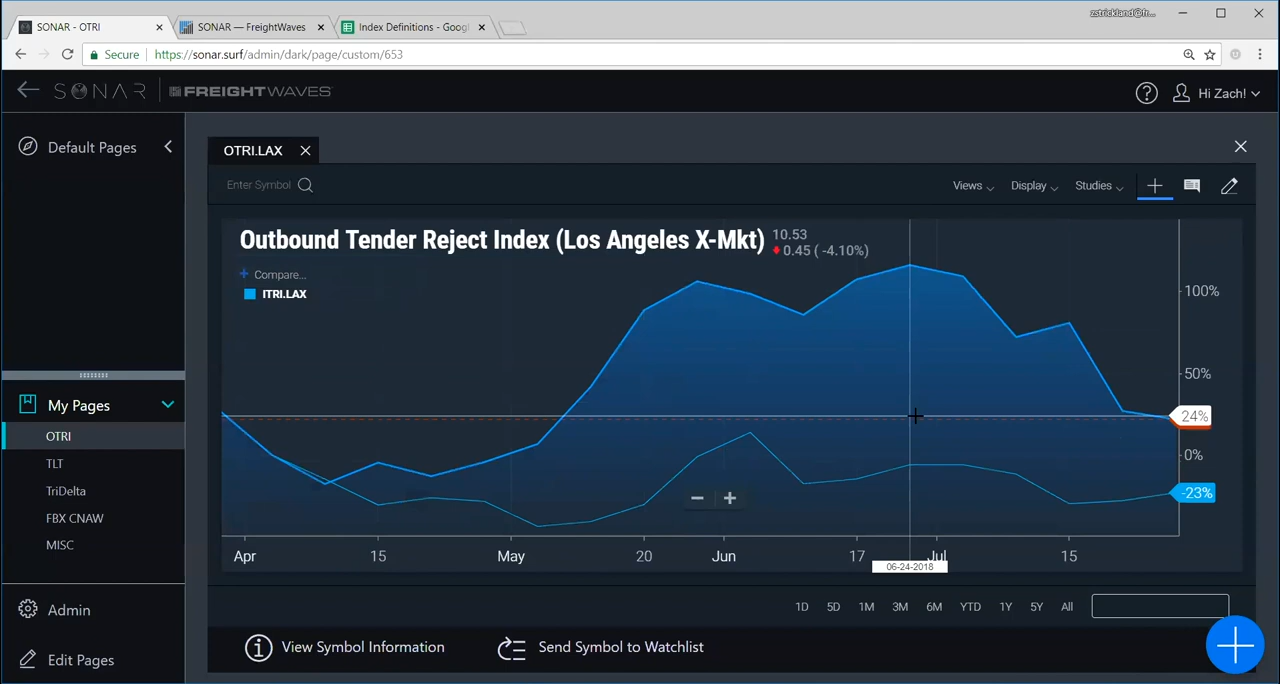 SONAR - OTRI
SONAR — FreightWaves
Index Definitions - Goog
zstrickland@fr...
Secure
https://sonar.surf/admin/dark/page/custom/653
SONAR
FREIGHTWAVES
Hi Zach!
Default Pages
OTRI.LAX
Enter Symbol
Views
Display
Studies
Outbound Tender Reject Index (Los Angeles X-Mkt)
10.53
0.45 ( -4.10%)
Compare...
ITRI.LAX
100%
50%
24%
0%
-23%
Apr
15
May
20
Jun
17
Jul
15
06-24-2018
My Pages
OTRI
TLT
TriDelta
FBX CNAW
MISC
Admin
Edit Pages
1D
5D
1M
3M
6M
YTD
1Y
5Y
All
View Symbol Information
Send Symbol to Watchlist